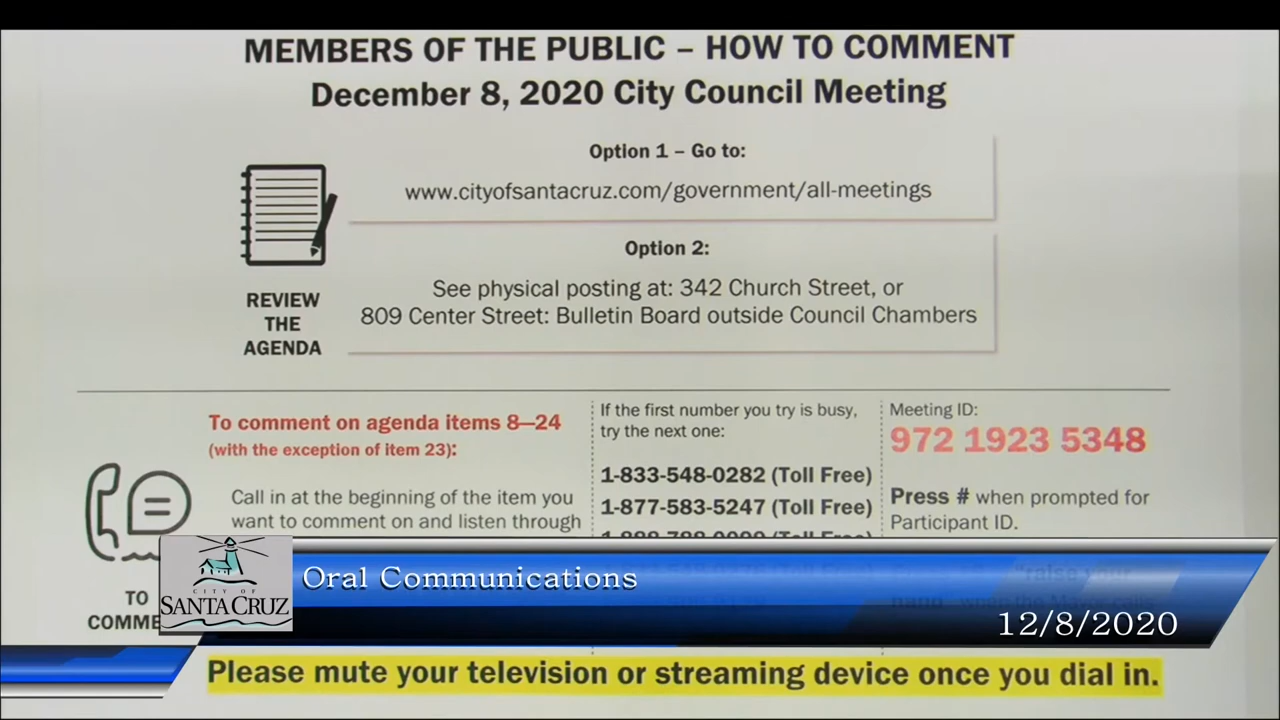 MEMBERS OF THE PUBLIC – HOW TO COMMENT
December 8, 2020 City Council Meeting
Option 1 – Go to:
www.cityofsantacruz.com/government/all-meetings
Option 2:
See physical posting at: 342 Church Street, or
809 Center Street: Bulletin Board outside Council Chambers
REVIEW
THE
AGENDA
To comment on agenda items 8—24
(with the exception of item 23):
Call in at the beginning of the item you
want to comment on and listen through
If the first number you try is busy,
try the next one:
1-833-548-0282 (Toll Free)
1-877-583-5247 (Toll Free)
Meeting ID:
972 1923 5348
Press # when prompted for
Participant ID.
"raise your
TO
CITY OF
SANTA CRUZ
Oral Communications
12/8/2020
Please mute your television or streaming device once you dial in.